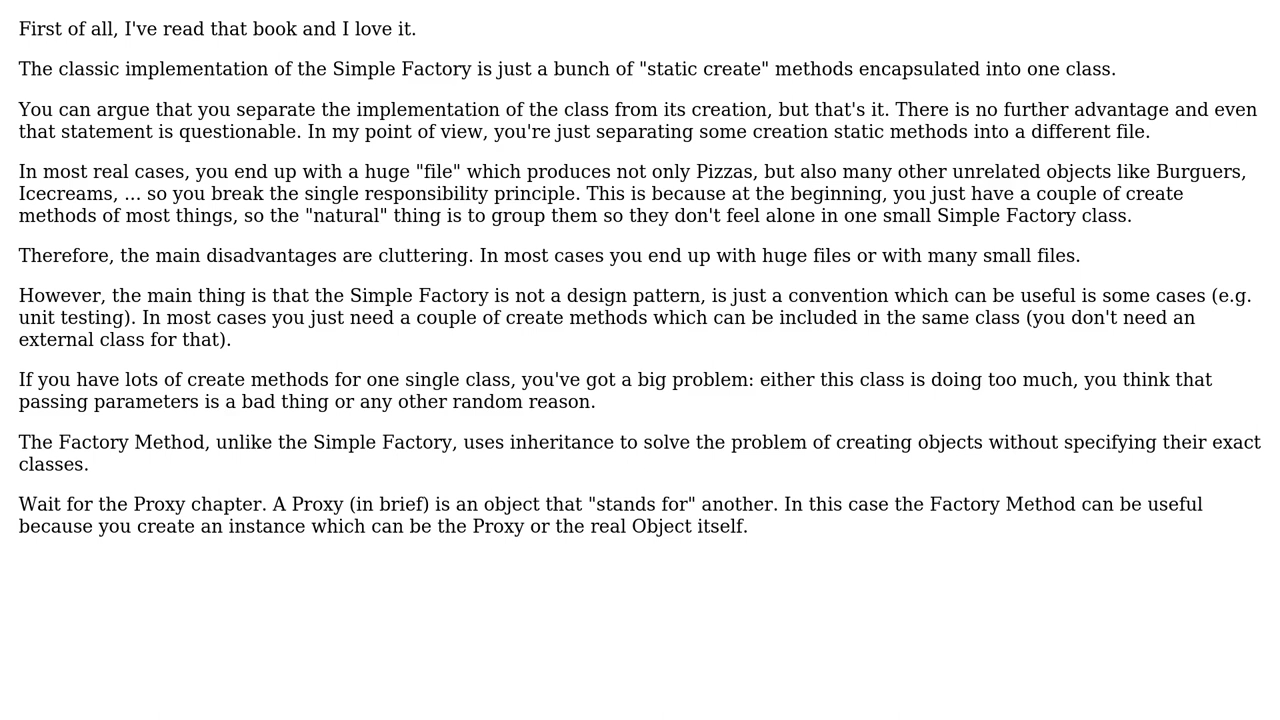 First of all, I've read that book and I love it.
The classic implementation of the Simple Factory is just a bunch of "static create" methods encapsulated into one class.
You can argue that you separate the implementation of the class from its creation, but that's it. There is no further advantage and even
that statement is questionable. In my point of view, you're just separating some creation static methods into a different file.
In most real cases, you end up with a huge "file" which produces not only Pizzas, but also many other unrelated objects like Burguers,
Icecreams, ... so you break the single responsibility principle. This is because at the beginning, you just have a couple of create
methods of most things, so the "natural" thing is to group them so they don't feel alone in one small Simple Factory class.
Therefore, the main disadvantages are cluttering. In most cases you end up with huge files or with many small files.
However, the main thing is that the Simple Factory is not a design pattern, is just a convention which can be useful is some cases (e.g.
unit testing). In most cases you just need a couple of create methods which can be included in the same class (you don't need an
external class for that).
If you have lots of create methods for one single class, you've got a big problem: either this class is doing too much, you think that
passing parameters is a bad thing or any other random reason.
The Factory Method, unlike the Simple Factory, uses inheritance to solve the problem of creating objects without specifying their exact
classes.
Wait for the Proxy chapter. A Proxy (in brief) is an object that "stands for" another. In this case the Factory Method can be useful
because you create an instance which can be the Proxy or the real Object itself.